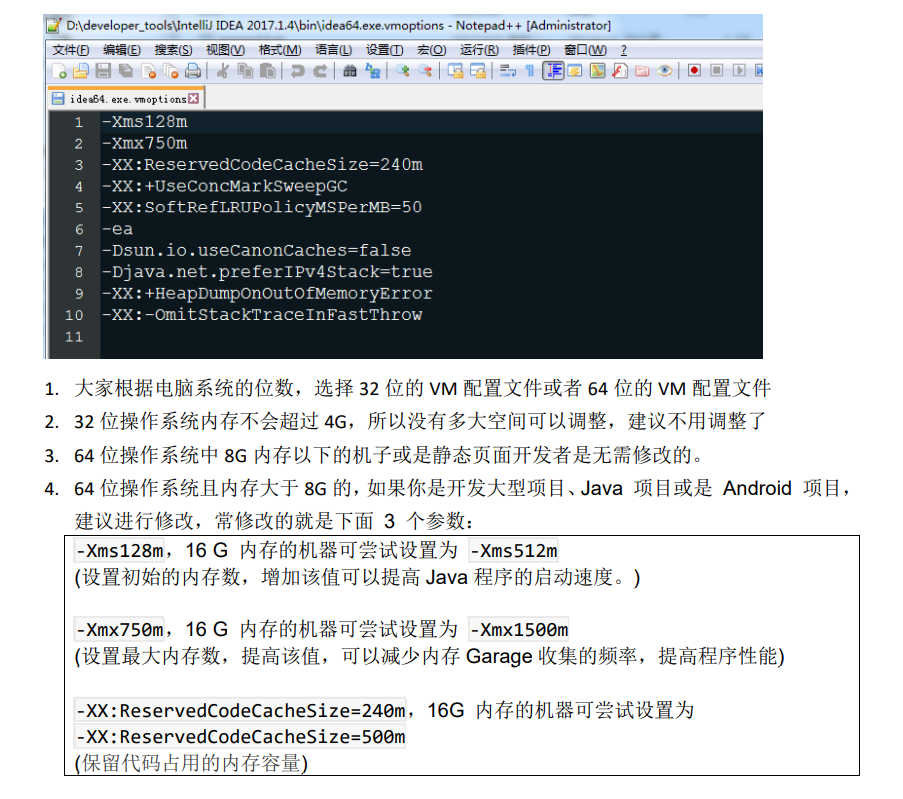 D:\developer_tools\IntelliJ IDEA 2017.1.4\bin\idea64.exe.vmoptions - Notepad++ [Administrator]
文件(F) 编辑(E) 搜索(S) 视图(V) 格式(M) 语言(L) 设置(T) 宏(O) 运行(R) 插件(P) 窗口(W) ?
idea64.exe.vmoptions
1 -Xms128m
2 -Xmx750m
3 -XX:ReservedCodeCacheSize=240m
4 -XX:+UseConcMarkSweepGC
5 -XX:SoftRefLRUPolicyMSPerMB=50
6 -ea
7 -Dsun.io.useCanonCaches=false
8 -Djava.net.preferIPv4Stack=true
9 -XX:+HeapDumpOnOutOfMemoryError
10 -XX:-OmitStackTraceInFastThrow
11
1. 大家根据电脑系统的位数，选择 32 位的 VM 配置文件或者 64 位的 VM 配置文件
2. 32 位操作系统内存不会超过 4G，所以没有多大空间可以调整，建议不用调整了
3. 64 位操作系统中 8G 内存以下的机子或是静态页面开发者是无需修改的。
4. 64 位操作系统且内存大于 8G 的，如果你是开发大型项目、Java 项目或是 Android 项目，
建议进行修改，常修改的就是下面 3 个参数：
-Xms128m，16 G 内存的机器可尝试设置为 -Xms512m
(设置初始的内存数，增加该值可以提高 Java 程序的启动速度。)
-Xmx750m，16 G 内存的机器可尝试设置为 -Xmx1500m
(设置最大内存数，提高该值，可以减少内存 Garage 收集的频率，提高程序性能)
-XX:ReservedCodeCacheSize=240m，16G 内存的机器可尝试设置为
-XX:ReservedCodeCacheSize=500m
(保留代码占用的内存容量)